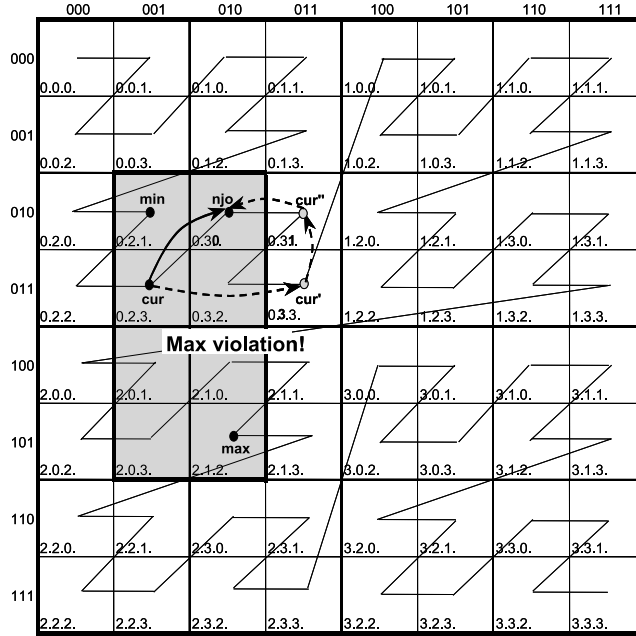 000 001 010 011 100 101 110 111
000
0.0.0. 0.0.1. 0.1.0. 0.1.1. 1.0.0. 1.0.1. 1.1.0. 1.1.1.
001
0.0.2. 0.0.3. 0.1.2. 0.1.3. 1.0.2. 1.0.3. 1.1.2. 1.1.3.
min njo cur"
010
0.2.0. 0.2.1. 0.3.0. 0.3.1. 1.2.0. 1.2.1. 1.3.0. 1.3.1.
011
cur cur'
0.2.2. 0.2.3. 0.3.2. 0.3.3. 1.2.2. 1.2.3. 1.3.2. 1.3.3.
Max violation!
100
2.0.0. 2.0.1. 2.1.0. 2.1.1. 3.0.0. 3.0.1. 3.1.0. 3.1.1.
101
max
2.0.2. 2.0.3. 2.1.2. 2.1.3. 3.0.2. 3.0.3. 3.1.2. 3.1.3.
110
2.2.0. 2.2.1. 2.3.0. 2.3.1. 3.2.0. 3.2.1. 3.3.0. 3.3.1.
111
2.2.2. 2.2.3. 2.3.2. 2.3.3. 3.2.2. 3.2.3. 3.3.2. 3.3.3.